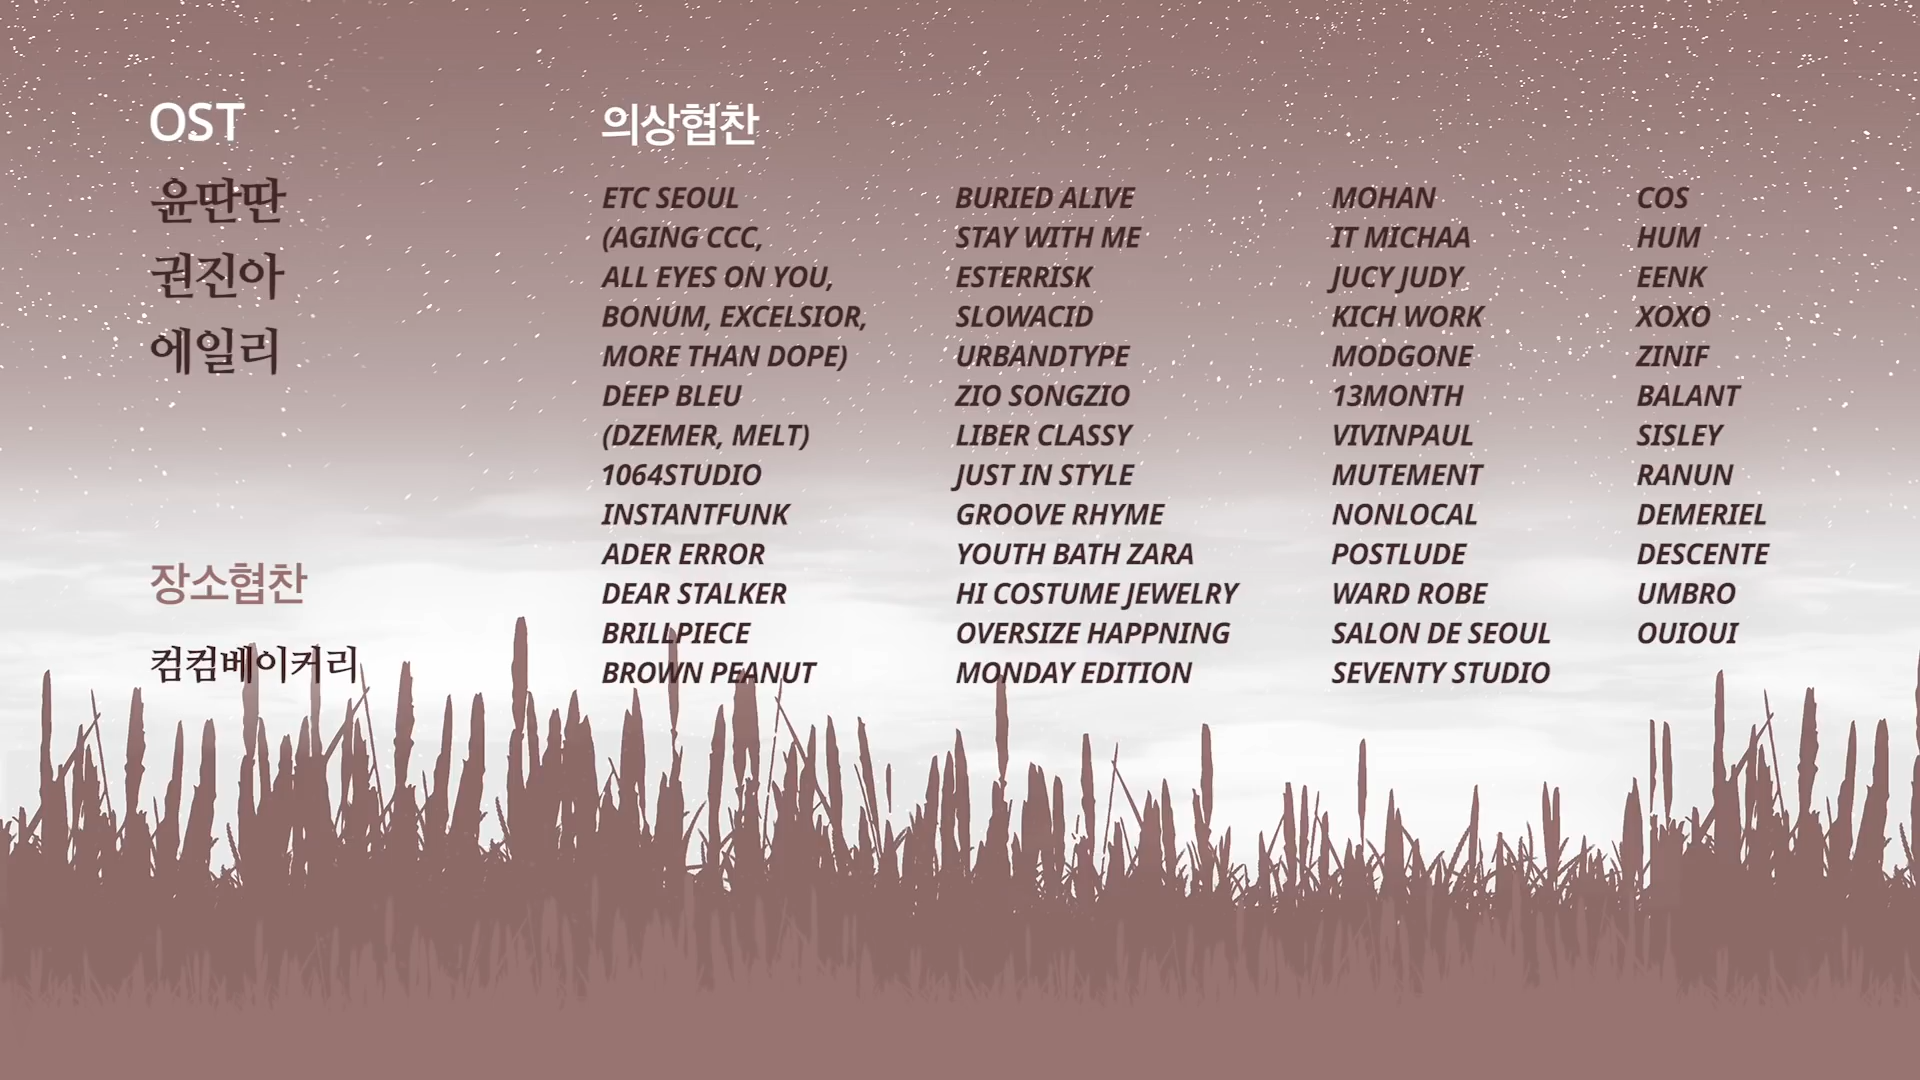 OST
윤딴딴
권진아
에일리
장소협찬
컴컴베이커리
의상협찬
ETC SEOUL
(AGING CCC,
ALL EYES ON YOU,
BONUM, EXCELSIOR,
MORE THAN DOPE)
DEEP BLEU
(DZEMER, MELT)
1064STUDIO
INSTANTFUNK
ADER ERROR
DEAR STALKER
BRILLPIECE
BROWN PEANUT
BURIED ALIVE
STAY WITH ME
ESTERRISK
SLOWACID
URBANDTYPE
ZIO SONGZIO
LIBER CLASSY
JUST IN STYLE
GROOVE RHYME
YOUTH BATH ZARA
HI COSTUME JEWELRY
OVERSIZE HAPPNING
MONDAY EDITION
MOHAN
IT MICHAA
JUCY JUDY
KICH WORK
MODGONE
13MONTH
VIVINPAUL
MUTEMENT
NONLOCAL
POSTLUDE
WARD ROBE
SALON DE SEOUL
SEVENTY STUDIO
COS
HUM
EENK
XOXO
ZINIF
BALANT
SISLEY
RANUN
DEMERIEL
DESCENTE
UMBRO
OUIOUI